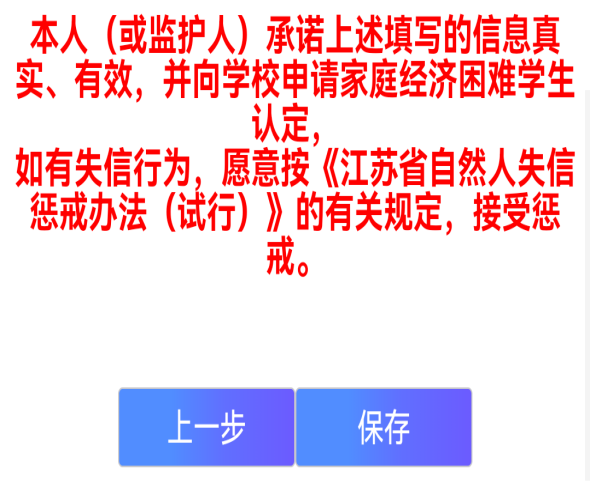 本人（或监护人）承诺上述填写的信息真
实、有效，并向学校申请家庭经济困难学生
认定，
如有失信行为，愿意按《江苏省自然人失信
惩戒办法（试行）》的有关规定，接受惩
戒。
上一步
保存